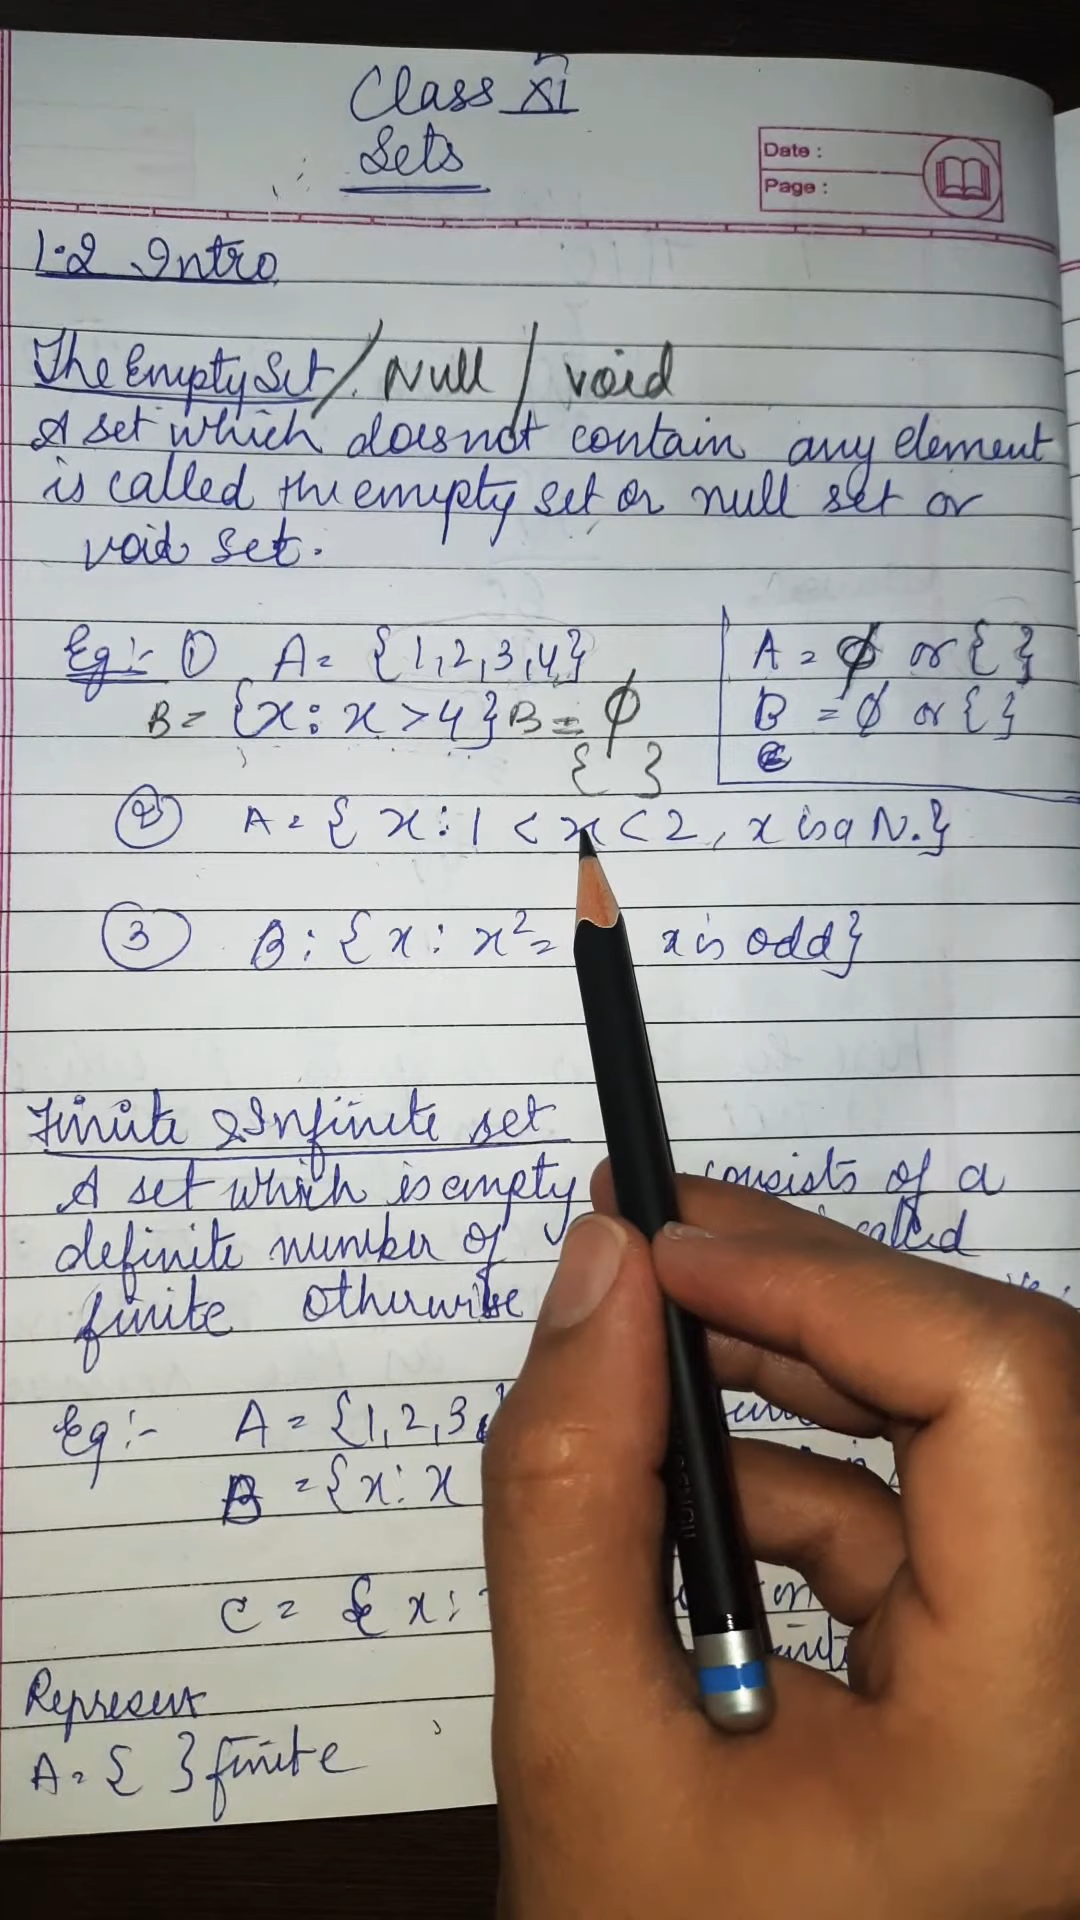 Class XI
Sets
Date :
Page :
1.2 Intro
The Empty Set / Null / void
A set which does not contain any element
is called the empty set or null set or
void set.
Eg:- ① A = {1,2,3,4}
B = {x : x > 4} B = ϕ
{ }
A = ϕ or { }
B = ϕ or { }
② A = { x : 1 < x < 2, x is a N.}
③ B : {x : x² = x is odd}
Finite & Infinite set
A set which is empty consists of a
definite number of called
finite otherwise
Eg:- A = {1,2,3,
B = {x : x
C = { x :
Represent
A = { } finite